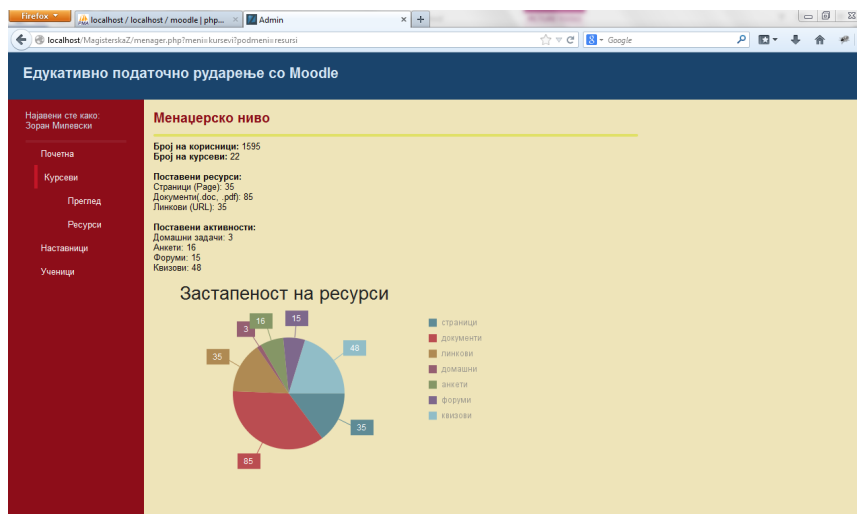 Firefox
localhost / localhost / moodle | php...
Admin
localhost/MagisterskaZ/menager.php?meni=kursevi?podmeni=resursi
Google
Едукативно податочно рударење со Moodle
Најавени сте како:
Зоран Милевски
Почетна
Курсеви
Преглед
Ресурси
Наставници
Ученици
Менаџерско ниво
Број на корисници: 1595
Број на курсеви: 22
Поставени ресурси:
Страници (Page): 35
Документи(.doc, .pdf): 85
Линкови (URL): 35
Поставени активности:
Домашни задачи: 3
Анкети: 16
Форуми: 15
Квизови: 48
Застапеност на ресурси
3
16
15
48
35
35
85
страници
документи
линкови
домашни
анкети
форуми
квизови